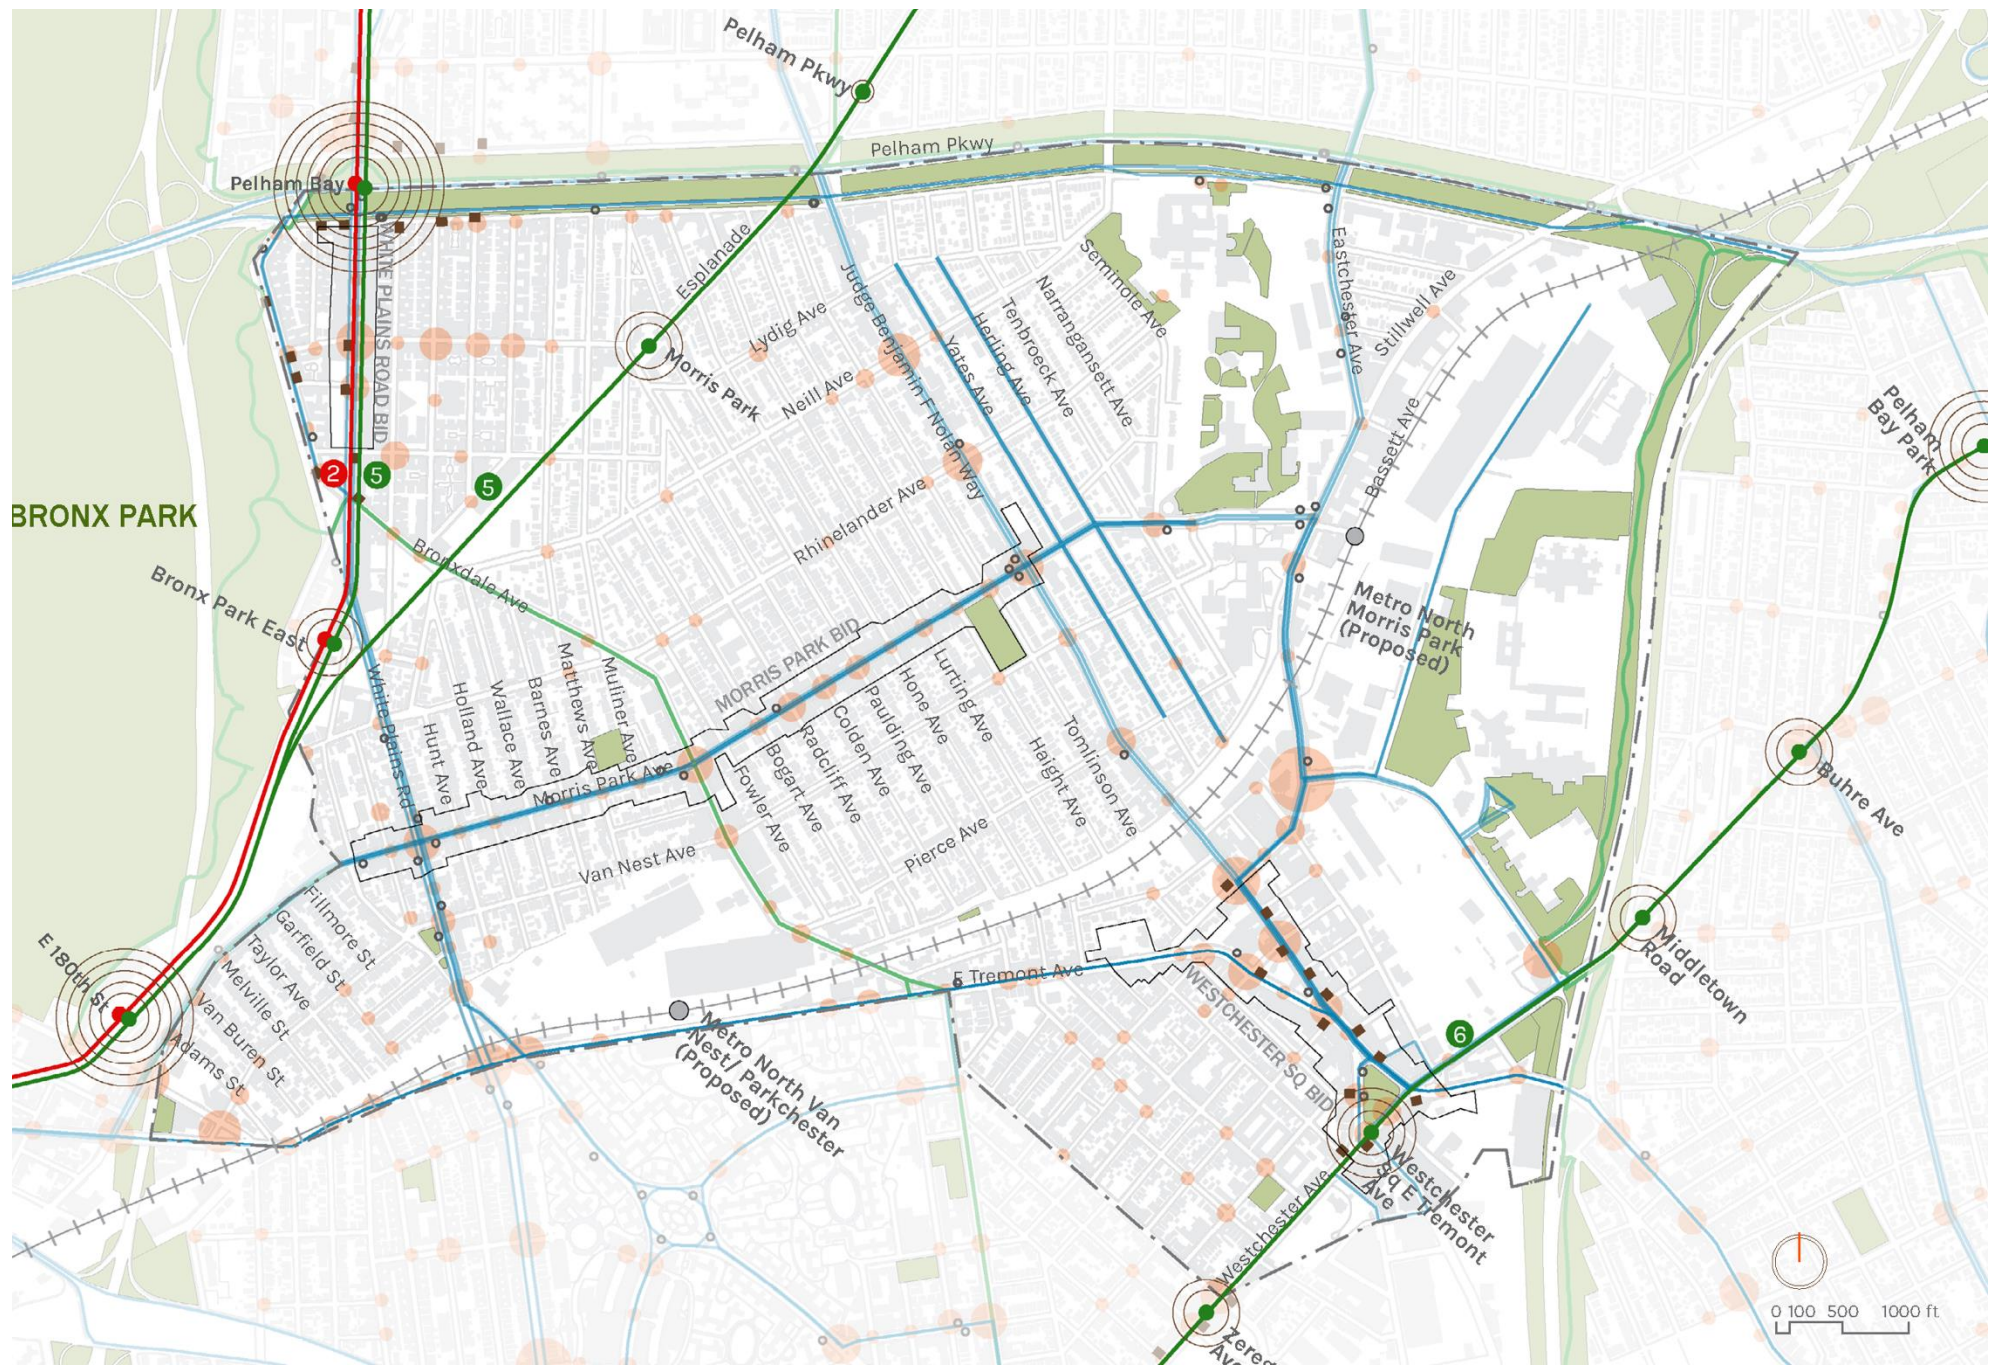 Pelham Pkwy
Pelham Pkwy
Pelham Bay
WHITE PLAINS ROAD BID
Esplanade
Morris Park
Lydig Ave
Neill Ave
Judge Benjamin F Nolan Way
Yates Ave
Herling Ave
Tenbroeck Ave
Narrangansett Ave
Seminole Ave
Eastchester Ave
Stillwell Ave
Bassett Ave
Pelham
Bay Park
2
5
5
BRONX PARK
Rhinelander Ave
Bronxdale Ave
Bronx Park East
Metro North
Morris Park
(Proposed)
MORRIS PARK BID
White Plains Rd
Hunt Ave
Holland Ave
Wallace Ave
Barnes Ave
Matthews Ave
Muliner Ave
Morris Park Ave
Fowler Ave
Bogart Ave
Radcliff Ave
Colden Ave
Paulding Ave
Hone Ave
Lurting Ave
Haight Ave
Tomlinson Ave
Pierce Ave
Van Nest Ave
Buhre Ave
Middletown
Road
Fillmore St
Garfield St
Taylor Ave
Melville St
Van Buren St
Adams St
E 180th St
E Tremont Ave
Metro North Van
Nest/ Parkchester
(Proposed)
WESTCHESTER SQ BID
6
Westchester
Sq E Tremont
Ave
Westchester Ave
Zereg
Ave
0 100 500 1000 ft